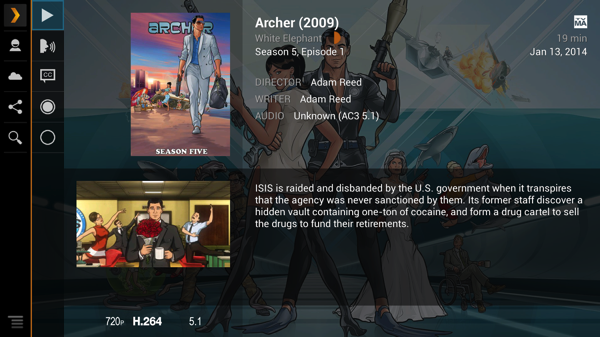 ARCHER
SEASON FIVE
Archer (2009)
White Elephant
Season 5, Episode 1
TV
MA
19 min
Jan 13, 2014
DIRECTOR Adam Reed
WRITER Adam Reed
AUDIO Unknown (AC3 5.1)
CC
ISIS is raided and disbanded by the U.S. government when it transpires
that the agency was never sanctioned by them. Its former staff discover a
hidden vault containing one-ton of cocaine, and form a drug cartel to sell
the drugs to fund their retirements.
720P H.264 5.1